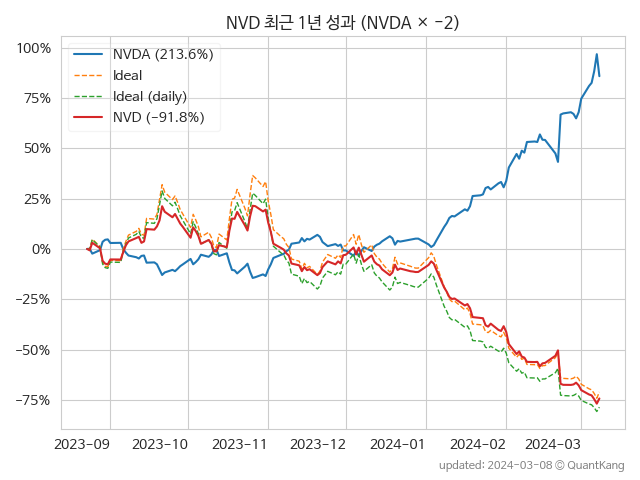 NVD 최근 1년 성과 (NVDA × −2)
NVDA (213.6%)
Ideal
Ideal (daily)
NVD (−91.8%)
100%
75%
50%
25%
0%
−25%
−50%
−75%
2023−09
2023−10
2023−11
2023−12
2024−01
2024−02
2024−03
updated: 2024−03−08 © QuantKang